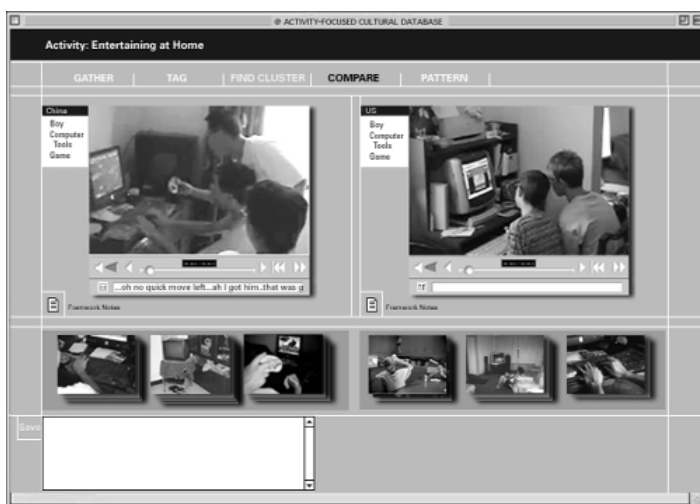 @ ACTIVITY-FOCUSED CULTURAL DATABASE
Activity: Entertaining at Home
GATHER | TAG | FIND CLUSTER | COMPARE | PATTERN |
China
Boy
Computer
Tools
Game
US
Boy
Computer
Tools
Game
...oh no quick move left...ah I got him..that was g
Framework Notes
Framework Notes
Save